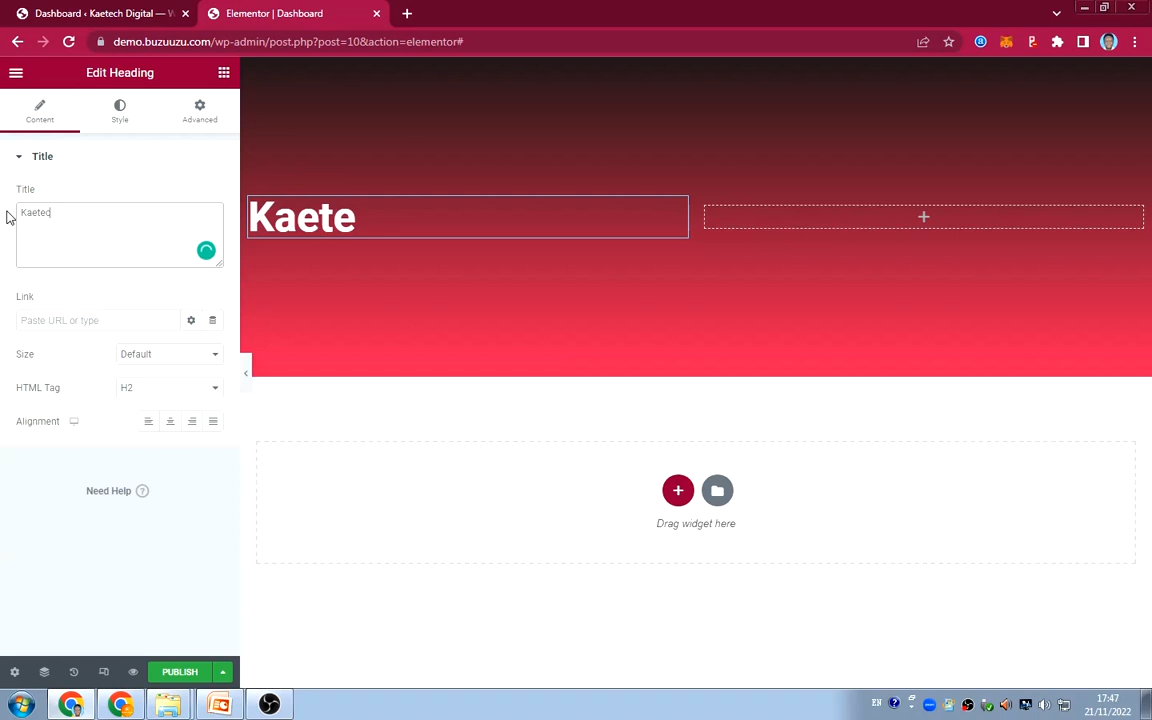 Dashboard ‹ Kaetech Digital — W
Elementor | Dashboard
demo.buzuuzu.com/wp-admin/post.php?post=10&action=elementor#
Edit Heading
Content
Style
Advanced
Title
Title
Kaetec
Kaete
Link
Paste URL or type
Size
Default
HTML Tag
H2
Alignment
Need Help ?
Drag widget here
PUBLISH
EN
17:47
21/11/2022